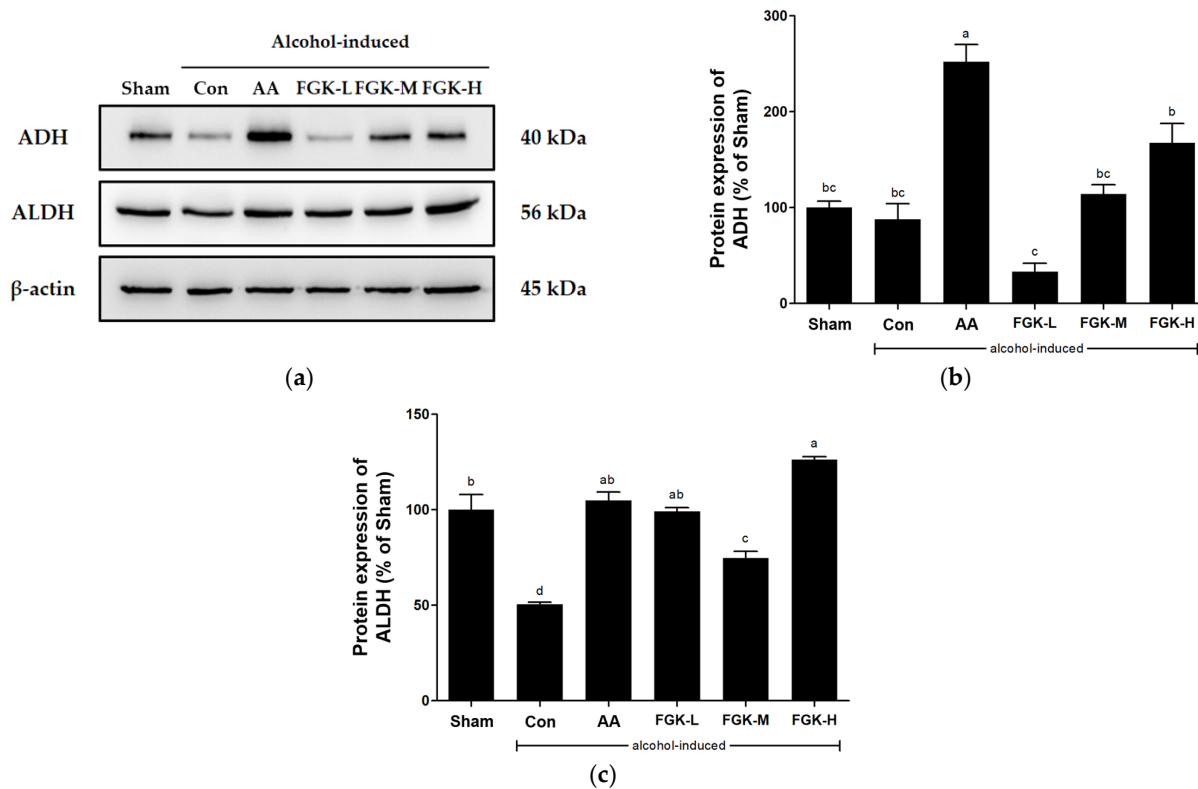 Alcohol-induced
Sham Con AA FGK-L FGK-M FGK-H
ADH 40 kDa
ALDH 56 kDa
β-actin 45 kDa
(a)
Protein expression of
ADH (% of Sham)
300
200
100
0
bc bc a c bc b
Sham Con AA FGK-L FGK-M FGK-H
alcohol-induced
(b)
Protein expression of
ALDH (% of Sham)
150
100
50
0
b d ab ab c a
Sham Con AA FGK-L FGK-M FGK-H
alcohol-induced
(c)